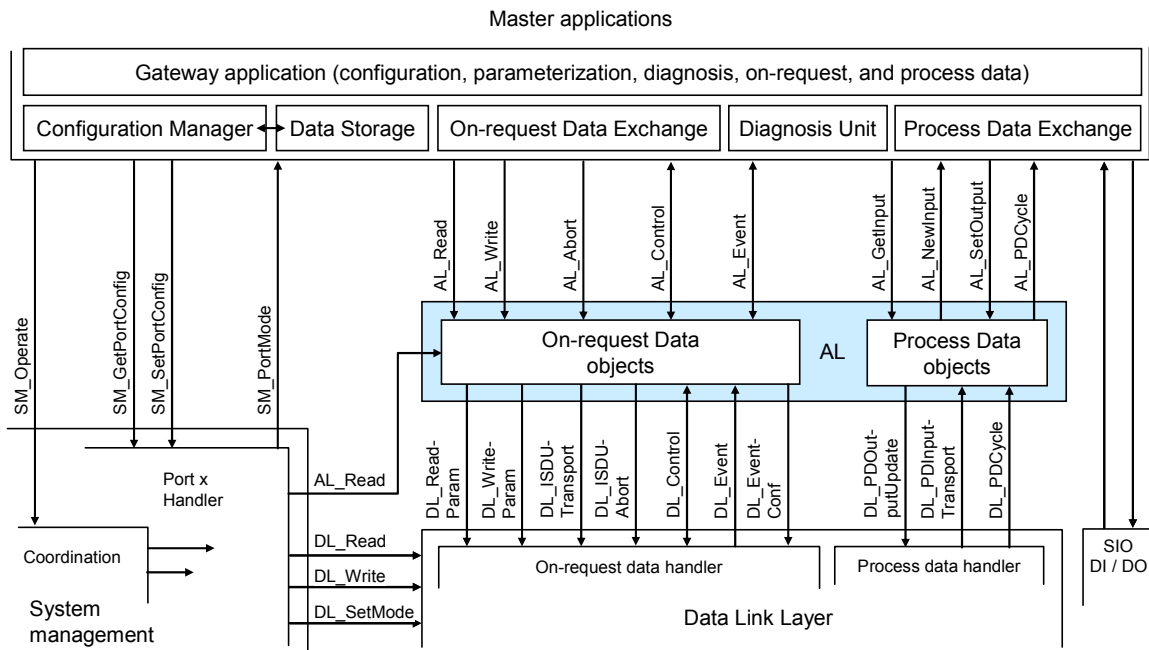 Master applications
Gateway application (configuration, parameterization, diagnosis, on-request, and process data)
Configuration Manager
Data Storage
On-request Data Exchange
Diagnosis Unit
Process Data Exchange
SM_Operate
SM_GetPortConfig
SM_SetPortConfig
SM_PortMode
AL_Read
AL_Write
AL_Abort
AL_Control
AL_Event
AL_GetInput
AL_NewInput
AL_SetOutput
AL_PDCycle
On-request Data
objects
AL
Process Data
objects
Port x
Handler
AL_Read
DL_Read-
Param
DL_Write-
Param
DL_ISDU-
Transport
DL_ISDU-
Abort
DL_Control
DL_Event
DL_Event-
Conf
DL_PDOut-
putUpdate
DL_PDInput-
Transport
DL_PDCycle
Coordination
DL_Read
DL_Write
DL_SetMode
On-request data handler
Process data handler
SIO
DI / DO
System
management
Data Link Layer